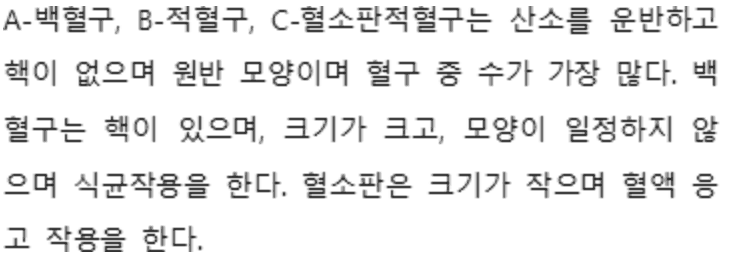 A-백혈구, B-적혈구, C-혈소판적혈구는 산소를 운반하고
핵이 없으며 원반 모양이며 혈구 중 수가 가장 많다. 백
혈구는 핵이 있으며, 크기가 크고, 모양이 일정하지 않
으며 식균작용을 한다. 혈소판은 크기가 작으며 혈액 응
고 작용을 한다.